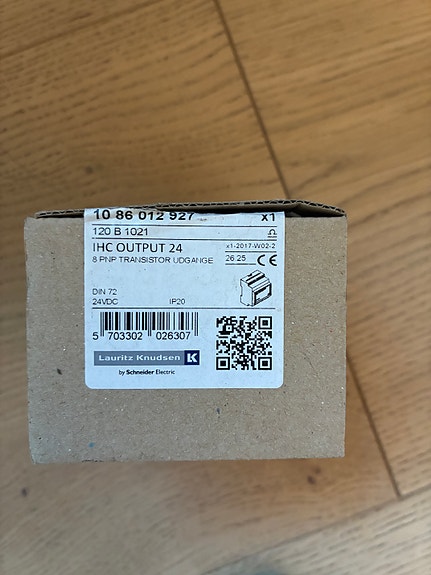 10 86 012 927 x1
120 B 1021
IHC OUTPUT 24 x1-2017-W02-2
8 PNP TRANSISTOR UDGANGE 26.25 CE
DIN 72
24VDC IP20
5 703302 026307
Lauritz Knudsen K
by Schneider Electric